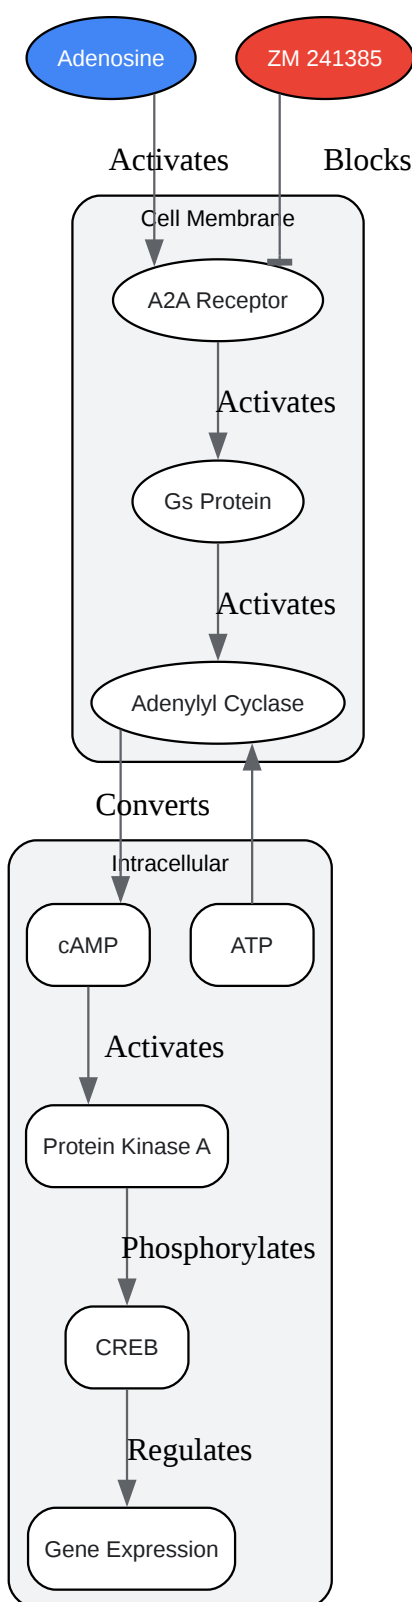 Adenosine
ZM 241385
Activates
Blocks
Cell Membrane
A2A Receptor
Activates
Gs Protein
Activates
Adenylyl Cyclase
Converts
Intracellular
cAMP
ATP
Activates
Protein Kinase A
Phosphorylates
CREB
Regulates
Gene Expression